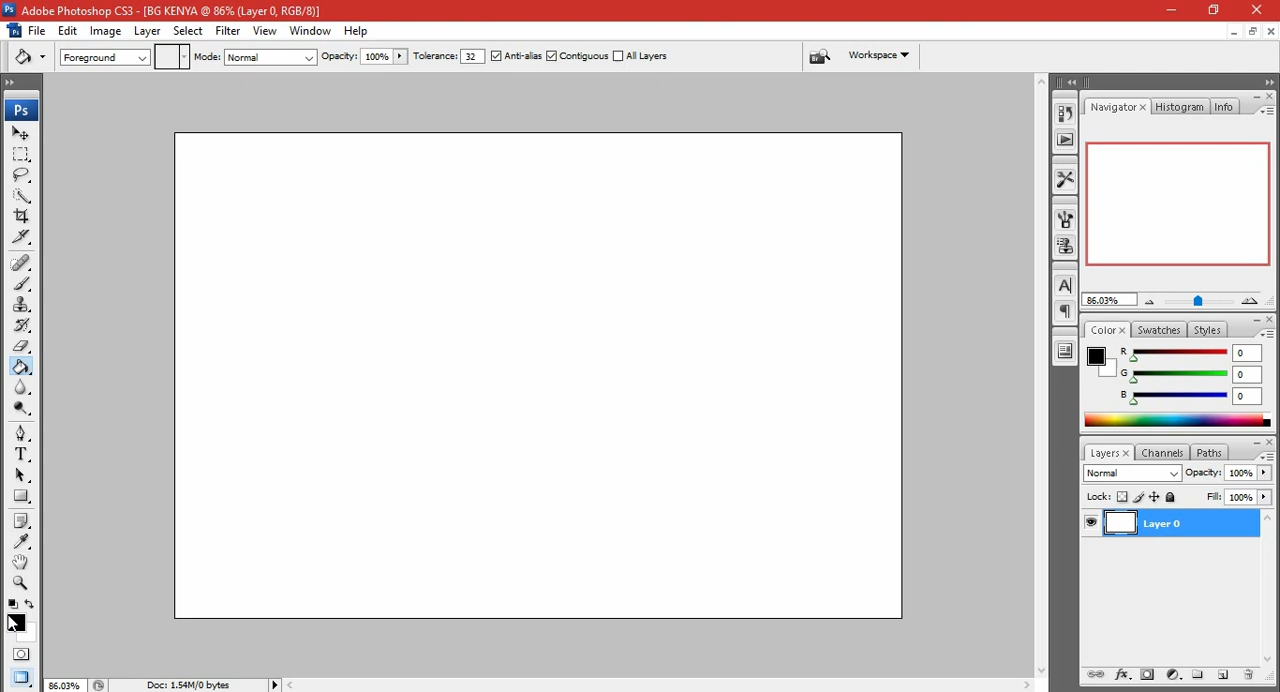 Adobe Photoshop CS3 - [BG KENYA @ 86% (Layer 0, RGB/8)]
File Edit Image Layer Select Filter View Window Help
Foreground Mode: Normal Opacity: 100% Tolerance: 32 Anti-alias Contiguous All Layers Workspace
Ps
Navigator Histogram Info
86.03%
Color Swatches Styles
R 0
G 0
B 0
Layers Channels Paths
Normal Opacity: 100%
Lock: Fill: 100%
Layer 0
86.03% Doc: 1.54M/0 bytes